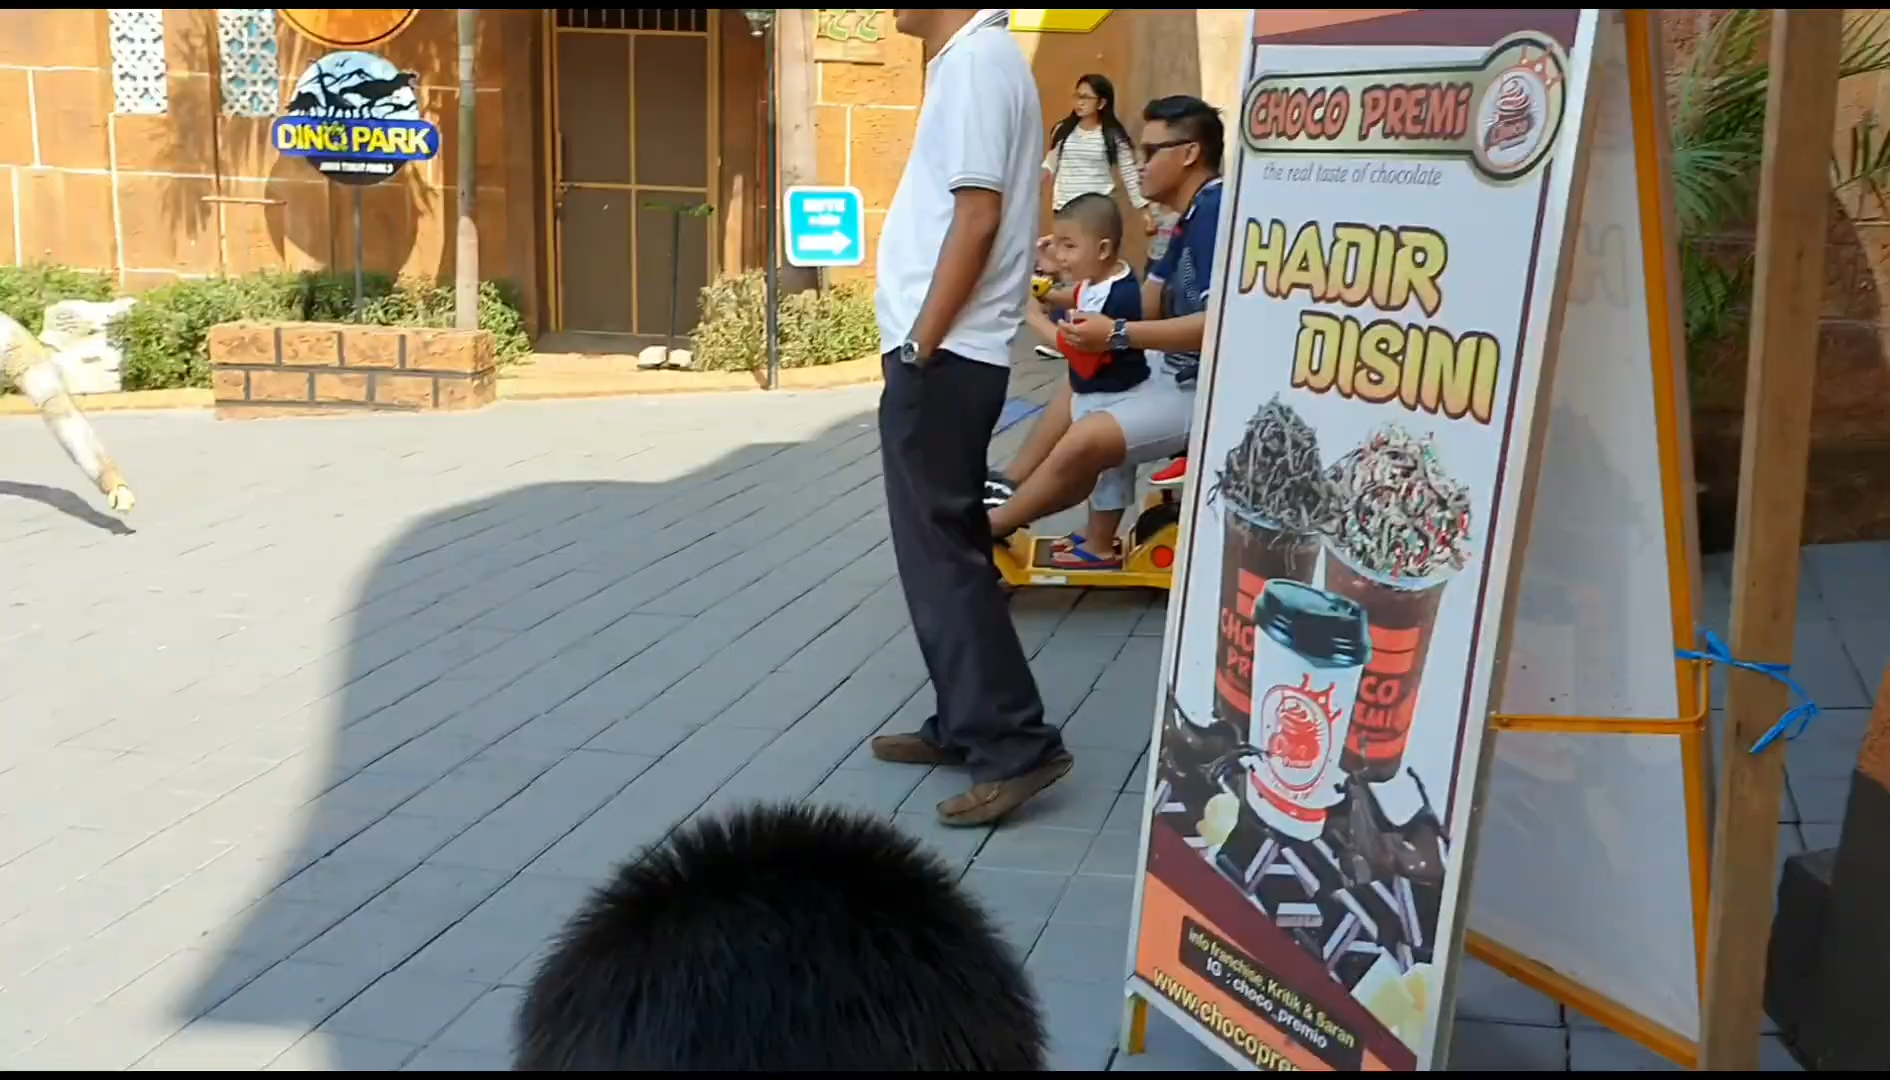 DINO PARK
CHOCO PREMi
the real taste of chocolate
HADIR
DISINI
info franchise, Kritik & Saran
IG : choco_premio
www.chocopre